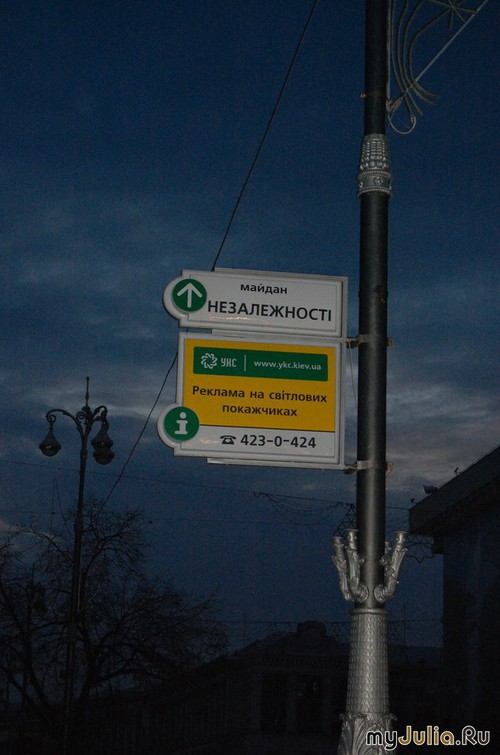 майдан
НЕЗАЛЕЖНОСТІ
УКС www.ykc.kiev.ua
Реклама на світлових
покажчиках
i ☎ 423-0-424
myJulia.Ru